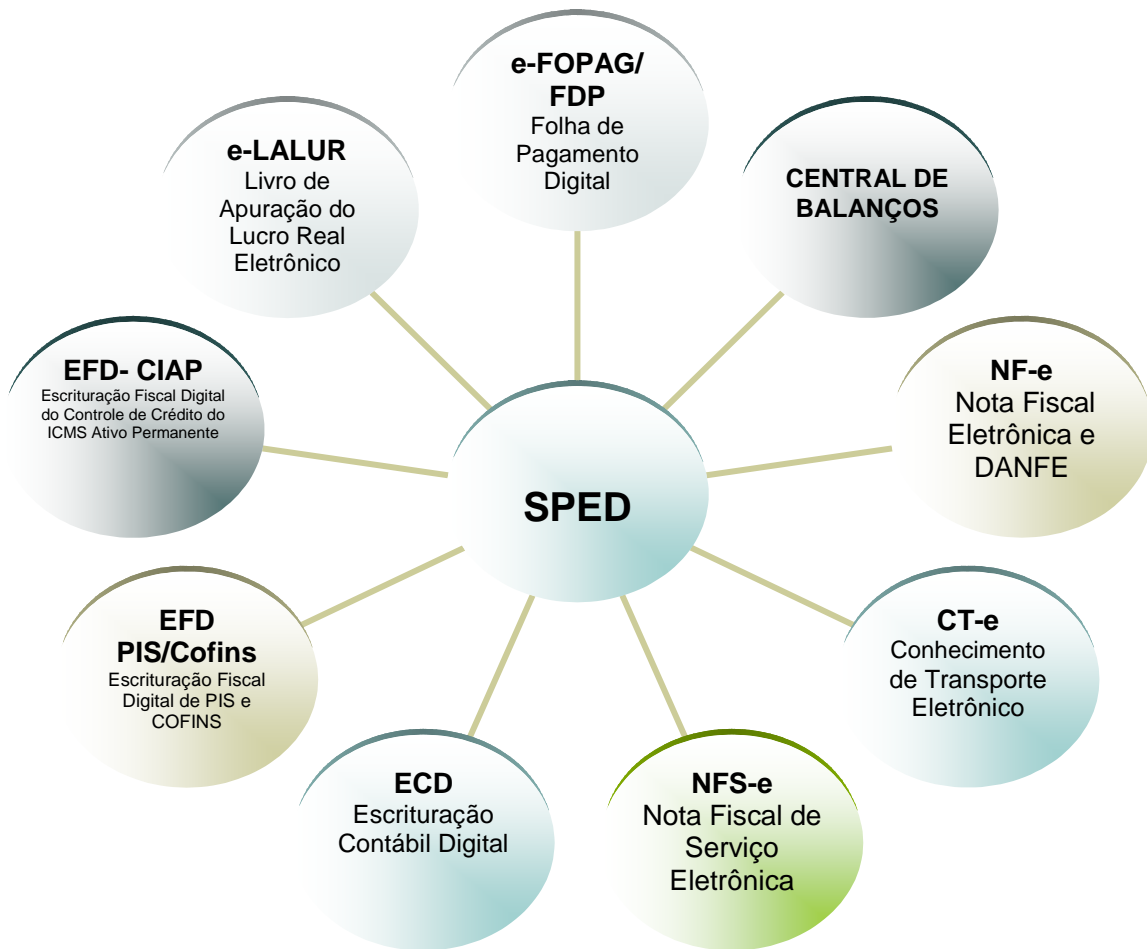 e-FOPAG/
FDP
Folha de
Pagamento
Digital
e-LALUR
Livro de
Apuração do
Lucro Real
Eletrônico
CENTRAL DE
BALANÇOS
EFD- CIAP
Escrituração Fiscal Digital
do Controle de Crédito do
ICMS Ativo Permanente
NF-e
Nota Fiscal
Eletrônica e
DANFE
SPED
EFD
PIS/Cofins
Escrituração Fiscal
Digital de PIS e
COFINS
CT-e
Conhecimento
de Transporte
Eletrônico
ECD
Escrituração
Contábil Digital
NFS-e
Nota Fiscal de
Serviço
Eletrônica